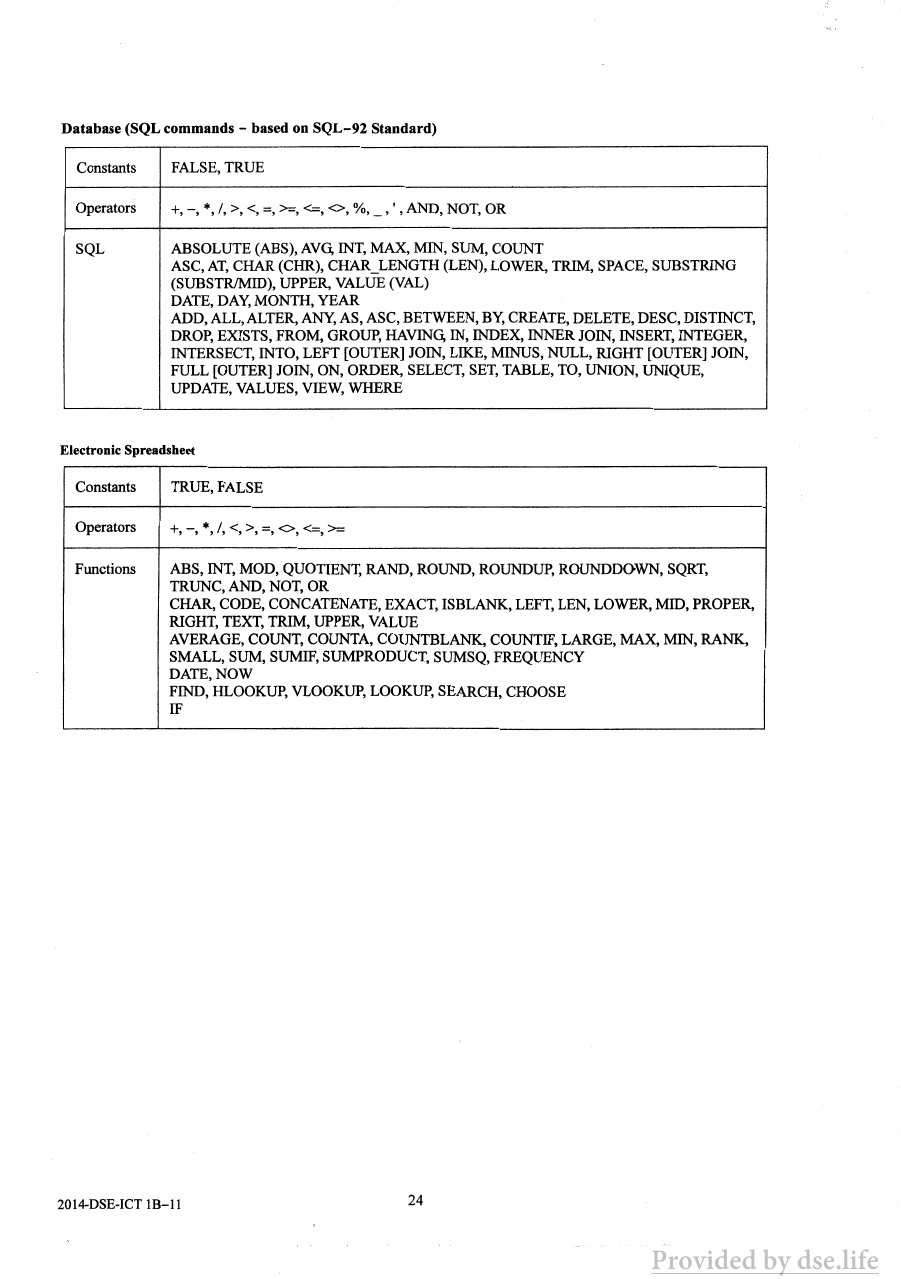 Database (SQL commands – based on SQL–92 Standard)
Constants FALSE, TRUE
Operators +, –, *, /, >, <, =, >=, <=, <>, %, _ , ' , AND, NOT, OR
SQL ABSOLUTE (ABS), AVG, INT, MAX, MIN, SUM, COUNT
ASC, AT, CHAR (CHR), CHAR_LENGTH (LEN), LOWER, TRIM, SPACE, SUBSTRING
(SUBSTR/MID), UPPER, VALUE (VAL)
DATE, DAY, MONTH, YEAR
ADD, ALL, ALTER, ANY, AS, ASC, BETWEEN, BY, CREATE, DELETE, DESC, DISTINCT,
DROP, EXISTS, FROM, GROUP, HAVING, IN, INDEX, INNER JOIN, INSERT, INTEGER,
INTERSECT, INTO, LEFT [OUTER] JOIN, LIKE, MINUS, NULL, RIGHT [OUTER] JOIN,
FULL [OUTER] JOIN, ON, ORDER, SELECT, SET, TABLE, TO, UNION, UNIQUE,
UPDATE, VALUES, VIEW, WHERE
Electronic Spreadsheet
Constants TRUE, FALSE
Operators +, –, *, /, <, >, =, <>, <=, >=
Functions ABS, INT, MOD, QUOTIENT, RAND, ROUND, ROUNDUP, ROUNDDOWN, SQRT,
TRUNC, AND, NOT, OR
CHAR, CODE, CONCATENATE, EXACT, ISBLANK, LEFT, LEN, LOWER, MID, PROPER,
RIGHT, TEXT, TRIM, UPPER, VALUE
AVERAGE, COUNT, COUNTA, COUNTBLANK, COUNTIF, LARGE, MAX, MIN, RANK,
SMALL, SUM, SUMIF, SUMPRODUCT, SUMSQ, FREQUENCY
DATE, NOW
FIND, HLOOKUP, VLOOKUP, LOOKUP, SEARCH, CHOOSE
IF
2014-DSE-ICT 1B–11 24
Provided by dse.life